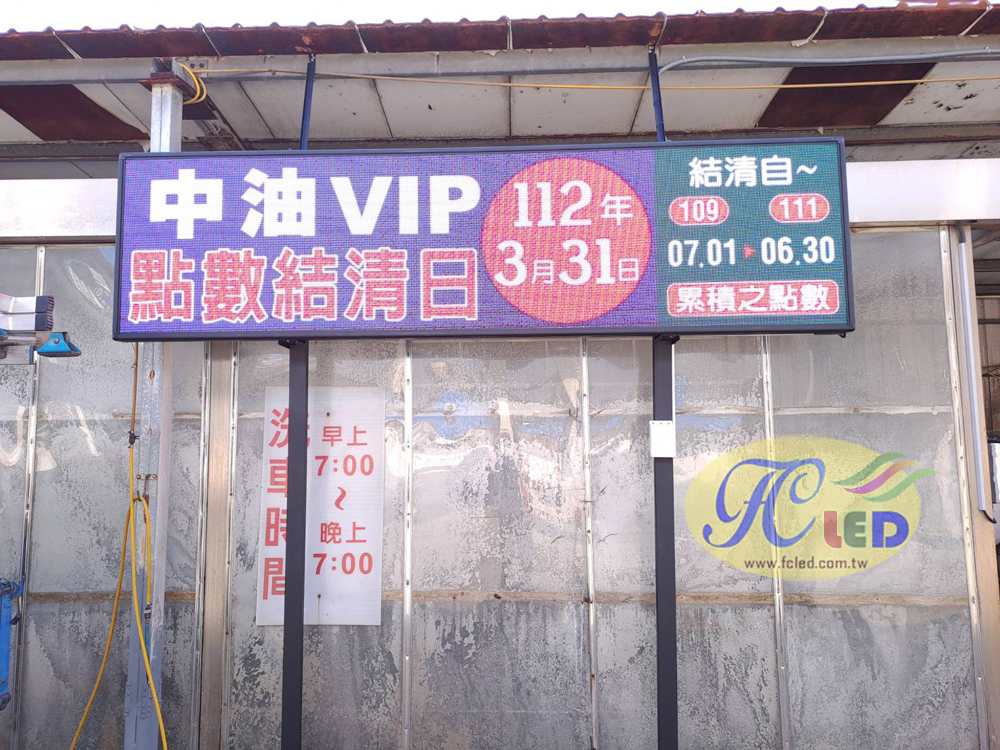 中油VIP
點數結清日
112年
3月31日
結清自~
109 111
07.01▶06.30
累積之點數
洗車時間
早上
7:00
~
晚上
7:00
FC LED
www.fcled.com.tw